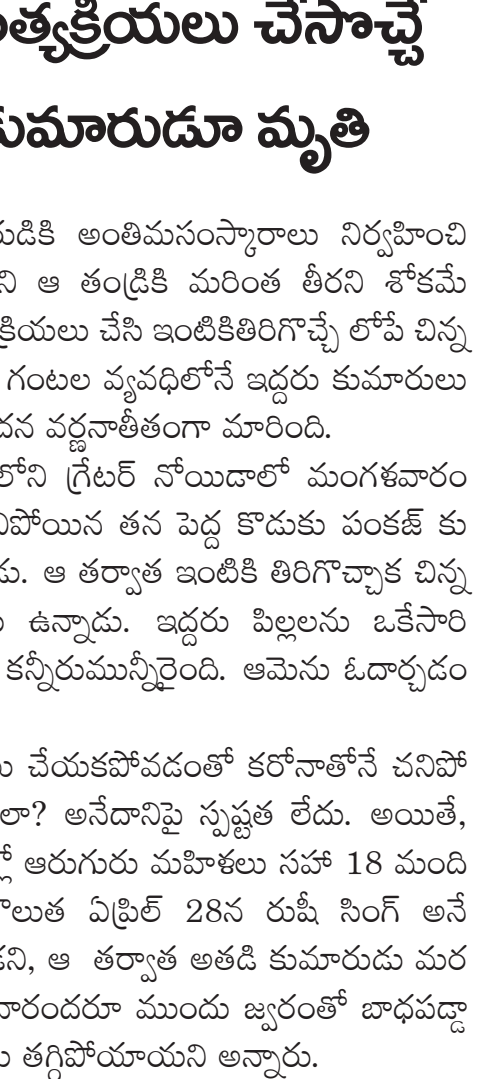 అంత్యక్రియలు చేసొచ్చే
కుమారుడూ మృతి
అంతిమసంస్కారాలు నిర్వహించి
ఆ తండ్రికి మరింత తీరని శోకమే
క్రియలు చేసి ఇంటికితిరిగొచ్చే లోపే చిన్న
గంటల వ్యవధిలోనే ఇద్దరు కుమారులు
వర్ణనాతీతంగా మారింది.
లోని గ్రేటర్ నోయిడాలో మంగళవారం
తన పెద్ద కొడుకు పంకజ్ కు
ఆ తర్వాత ఇంటికి తిరిగొచ్చాక చిన్న
ఉన్నాడు. ఇద్దరు పిల్లలను ఒకేసారి
కన్నీరుమున్నీరైంది. ఆమెను ఓదార్చడం
చేయకపోవడంతో కరోనాతోనే చనిపో
లా? అనేదానిపై స్పష్టత లేదు. అయితే,
ఆరుగురు మహిళలు సహా 18 మంది
ఏప్రిల్ 28న రుషీ సింగ్ అనే
ఆ తర్వాత అతడి కుమారుడు మర
వారందరూ ముందు జ్వరంతో బాధపడ్డా
తగ్గిపోయాయని అన్నారు.